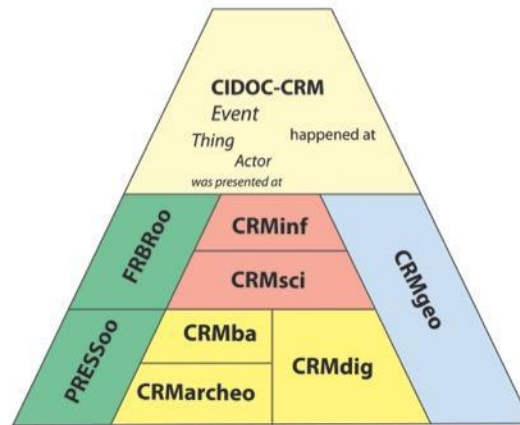 CIDOC-CRM
Event
Thing
happened at
Actor
was presented at
FRBRoo
CRMinf
CRMsci
CRMgeo
PRESSoo
CRMba
CRMdig
CRMarcheo